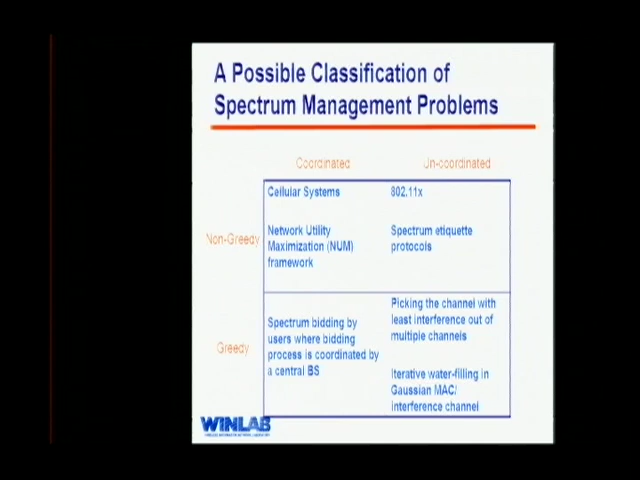 A Possible Classification of
Spectrum Management Problems
Coordinated
Un-coordinated
Non-Greedy
Cellular Systems
Network Utility
Maximization (NUM)
framework
802.11x
Spectrum etiquette
protocols
Greedy
Spectrum bidding by
users where bidding
process is coordinated by
a central BS
Picking the channel with
least interference out of
multiple channels
Iterative water-filling in
Gaussian MAC/
interference channel
WINLAB